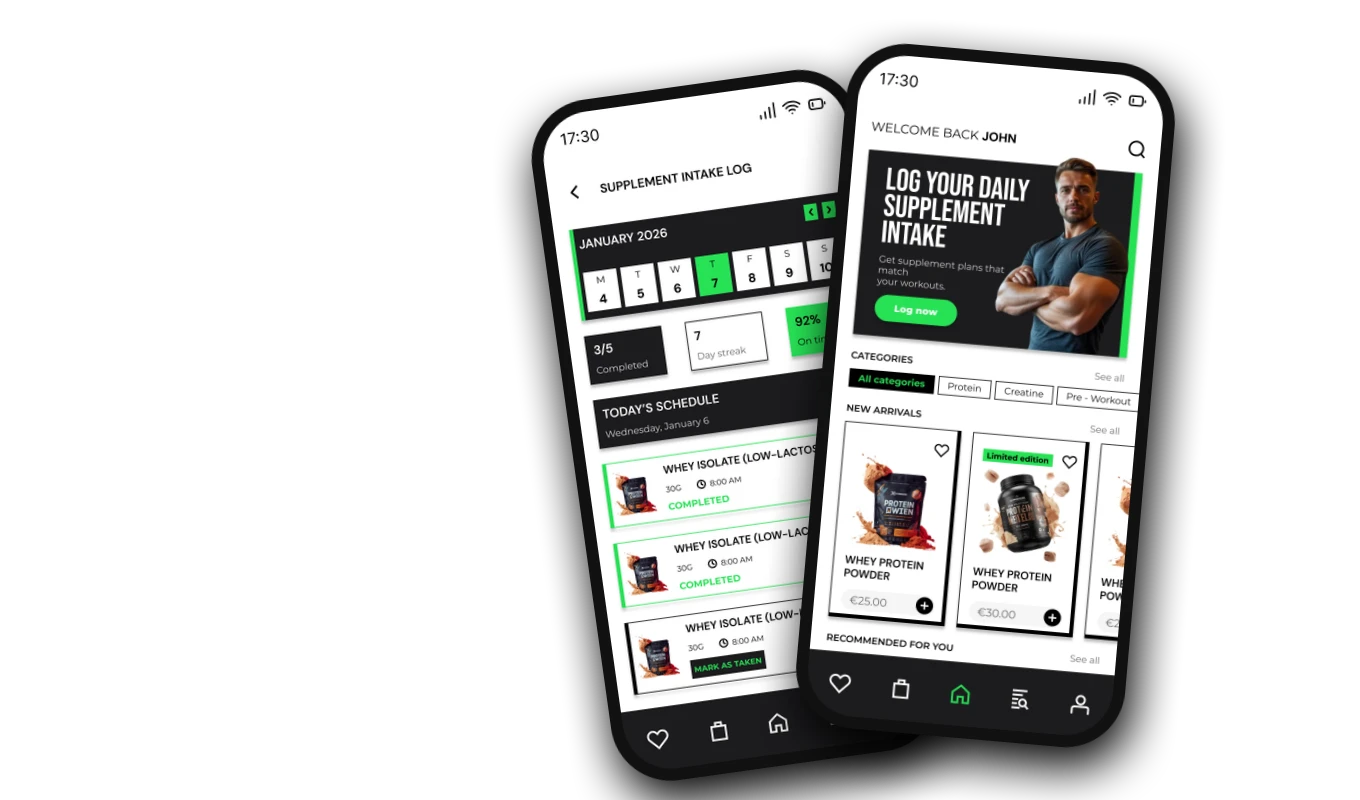 17:30
SUPPLEMENT INTAKE LOG
JANUARY 2026
M T W T F S S
4 5 6 7 8 9 10
3/5
Completed
7
Day streak
92%
On tim
TODAY'S SCHEDULE
Wednesday, January 6
WHEY ISOLATE (LOW-LACTOS
30G 8:00 AM
COMPLETED
WHEY ISOLATE (LOW-LAC
30G 8:00 AM
COMPLETED
WHEY ISOLATE (LOW-L
30G 8:00 AM
MARK AS TAKEN
17:30
WELCOME BACK JOHN
LOG YOUR DAILY
SUPPLEMENT
INTAKE
Get supplement plans that
match
your workouts.
Log now
CATEGORIES
See all
All categories Protein Creatine Pre - Workout
NEW ARRIVALS
See all
Limited edition
PROTEIN
WHEY PROTEIN
POWDER
€25.00
WHEY PROTEIN
POWDER
€30.00
WHE
POW
€2
RECOMMENDED FOR YOU
See all